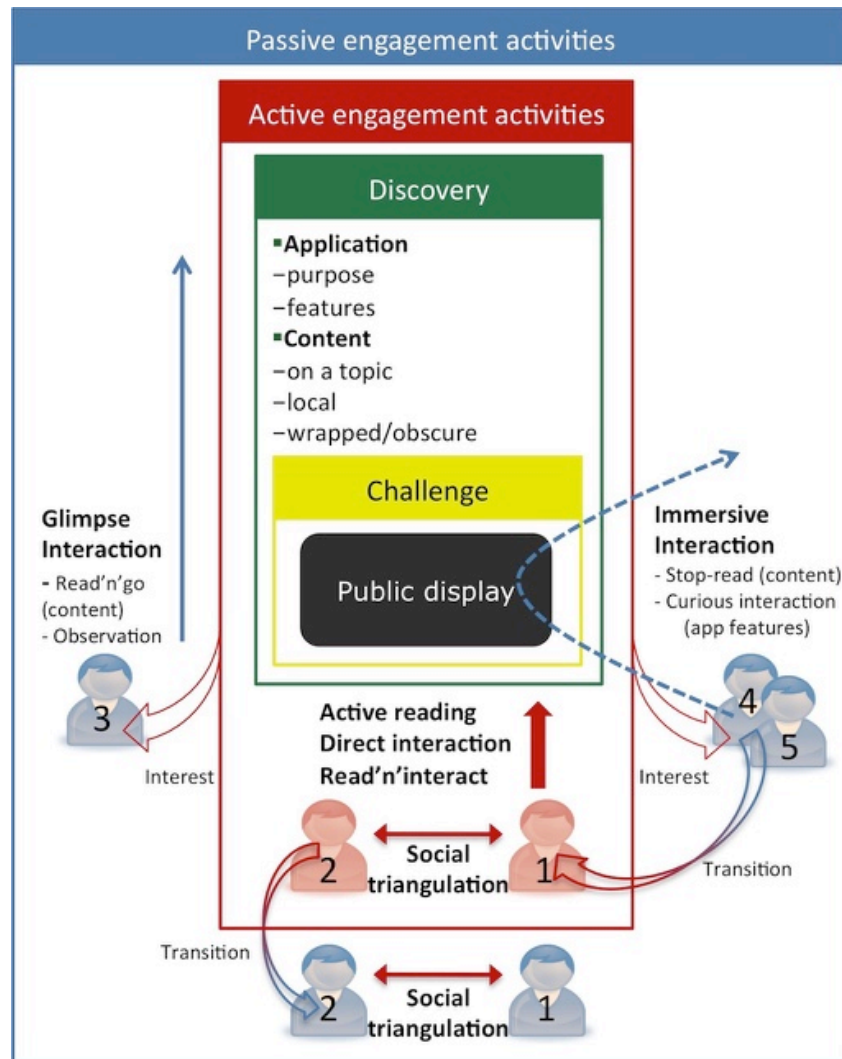 Passive engagement activities
Active engagement activities
Discovery
▪Application
–purpose
–features
▪Content
–on a topic
–local
–wrapped/obscure
Challenge
Public display
Glimpse
Interaction
- Read'n'go
(content)
- Observation
3
Interest
Immersive
Interaction
- Stop-read (content)
- Curious interaction
(app features)
4
5
Interest
Active reading
Direct interaction
Read'n'interact
2
Social
triangulation
1
Transition
Transition
2
Social
triangulation
1